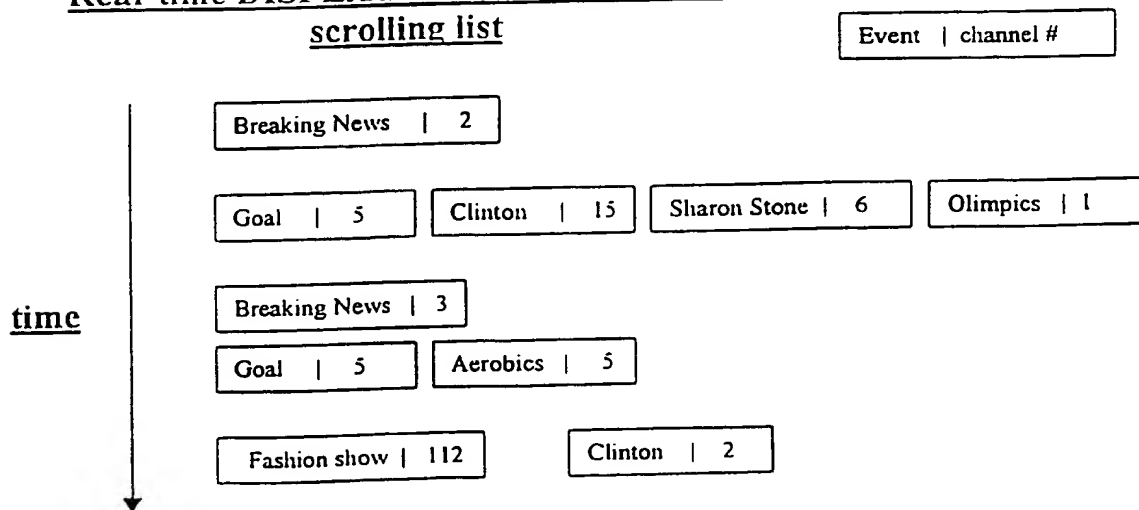 scrolling list
Event | channel #
Breaking News | 2
Goal | 5 Clinton | 15 Sharon Stone | 6 Olimpics | 1
time
Breaking News | 3
Goal | 5 Aerobics | 5
Fashion show | 112 Clinton | 2